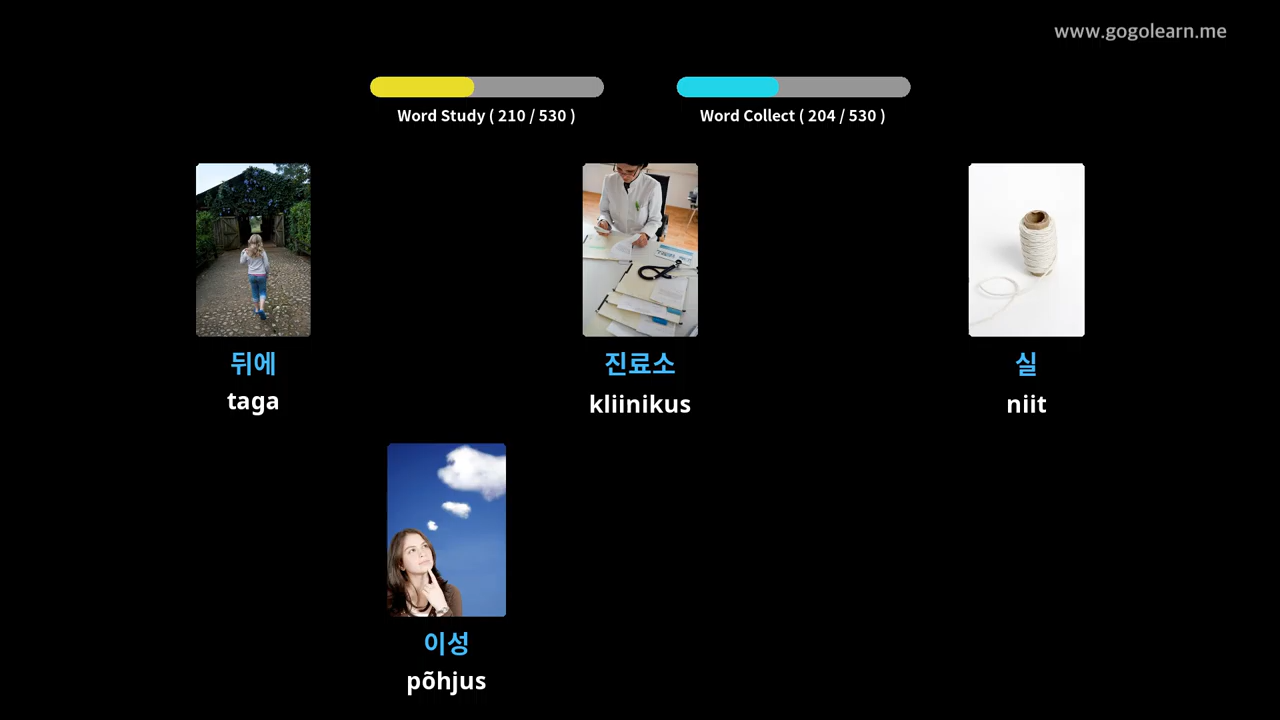 www.gogolearn.me
Word Study ( 210 / 530 )
Word Collect ( 204 / 530 )
뒤에
taga
진료소
kliinikus
실
niit
이성
põhjus